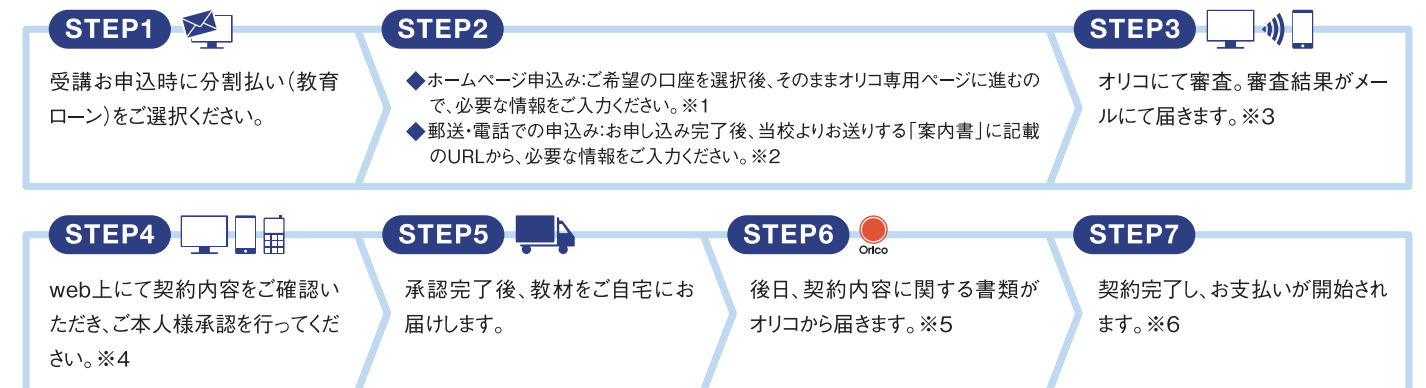 STEP1
受講お申込時に分割払い（教育
ローン）をご選択ください。
STEP2
◆ホームページ申込み：ご希望の口座を選択後、そのままオリコ専用ページに進むの
で、必要な情報をご入力ください。※1
◆郵送・電話での申込み：お申し込み完了後、当校よりお送りする「案内書」に記載
のURLから、必要な情報をご入力ください。※2
STEP3
オリコにて審査。審査結果がメー
ルにて届きます。※3
STEP4
web上にて契約内容をご確認い
ただき、ご本人様承認を行ってくだ
さい。※4
STEP5
承認完了後、教材をご自宅にお
届けします。
STEP6
Orico
後日、契約内容に関する書類が
オリコから届きます。※5
STEP7
契約完了し、お支払いが開始され
ます。※6